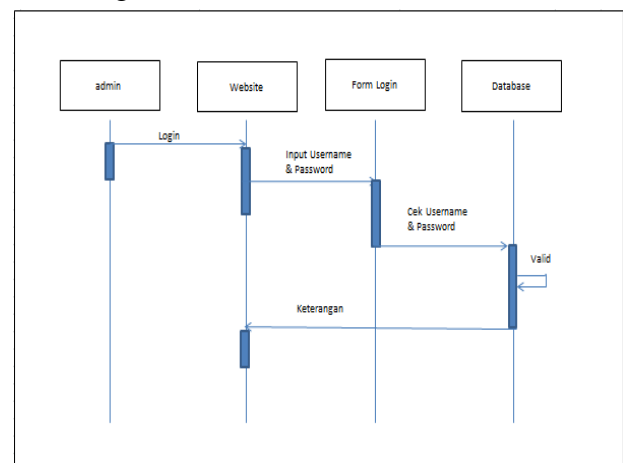 admin
Website
Form Login
Database
Login
Input Username
& Password
Cek Username
& Password
Valid
Keterangan